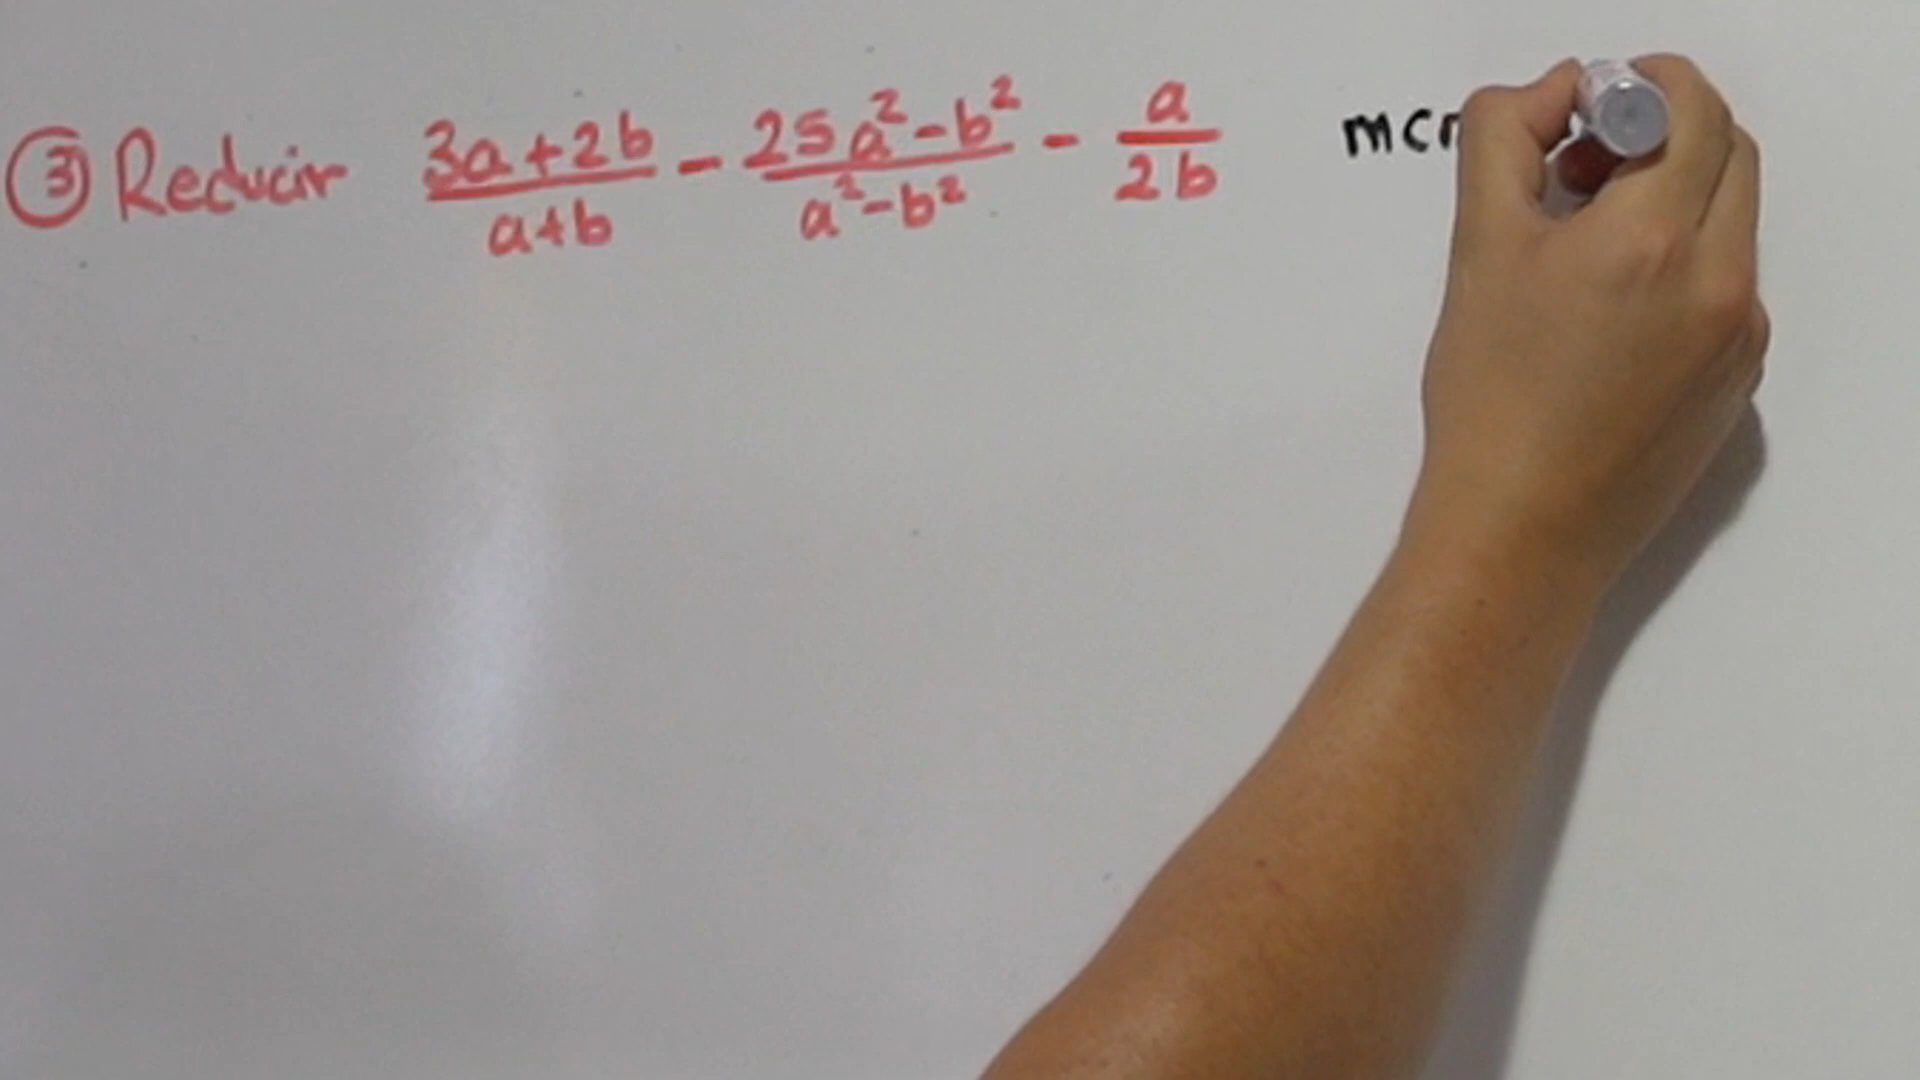 ③ Reducir (3a+2b)/(a+b) - (25a²-b²)/(a²-b²) - a/(2b)